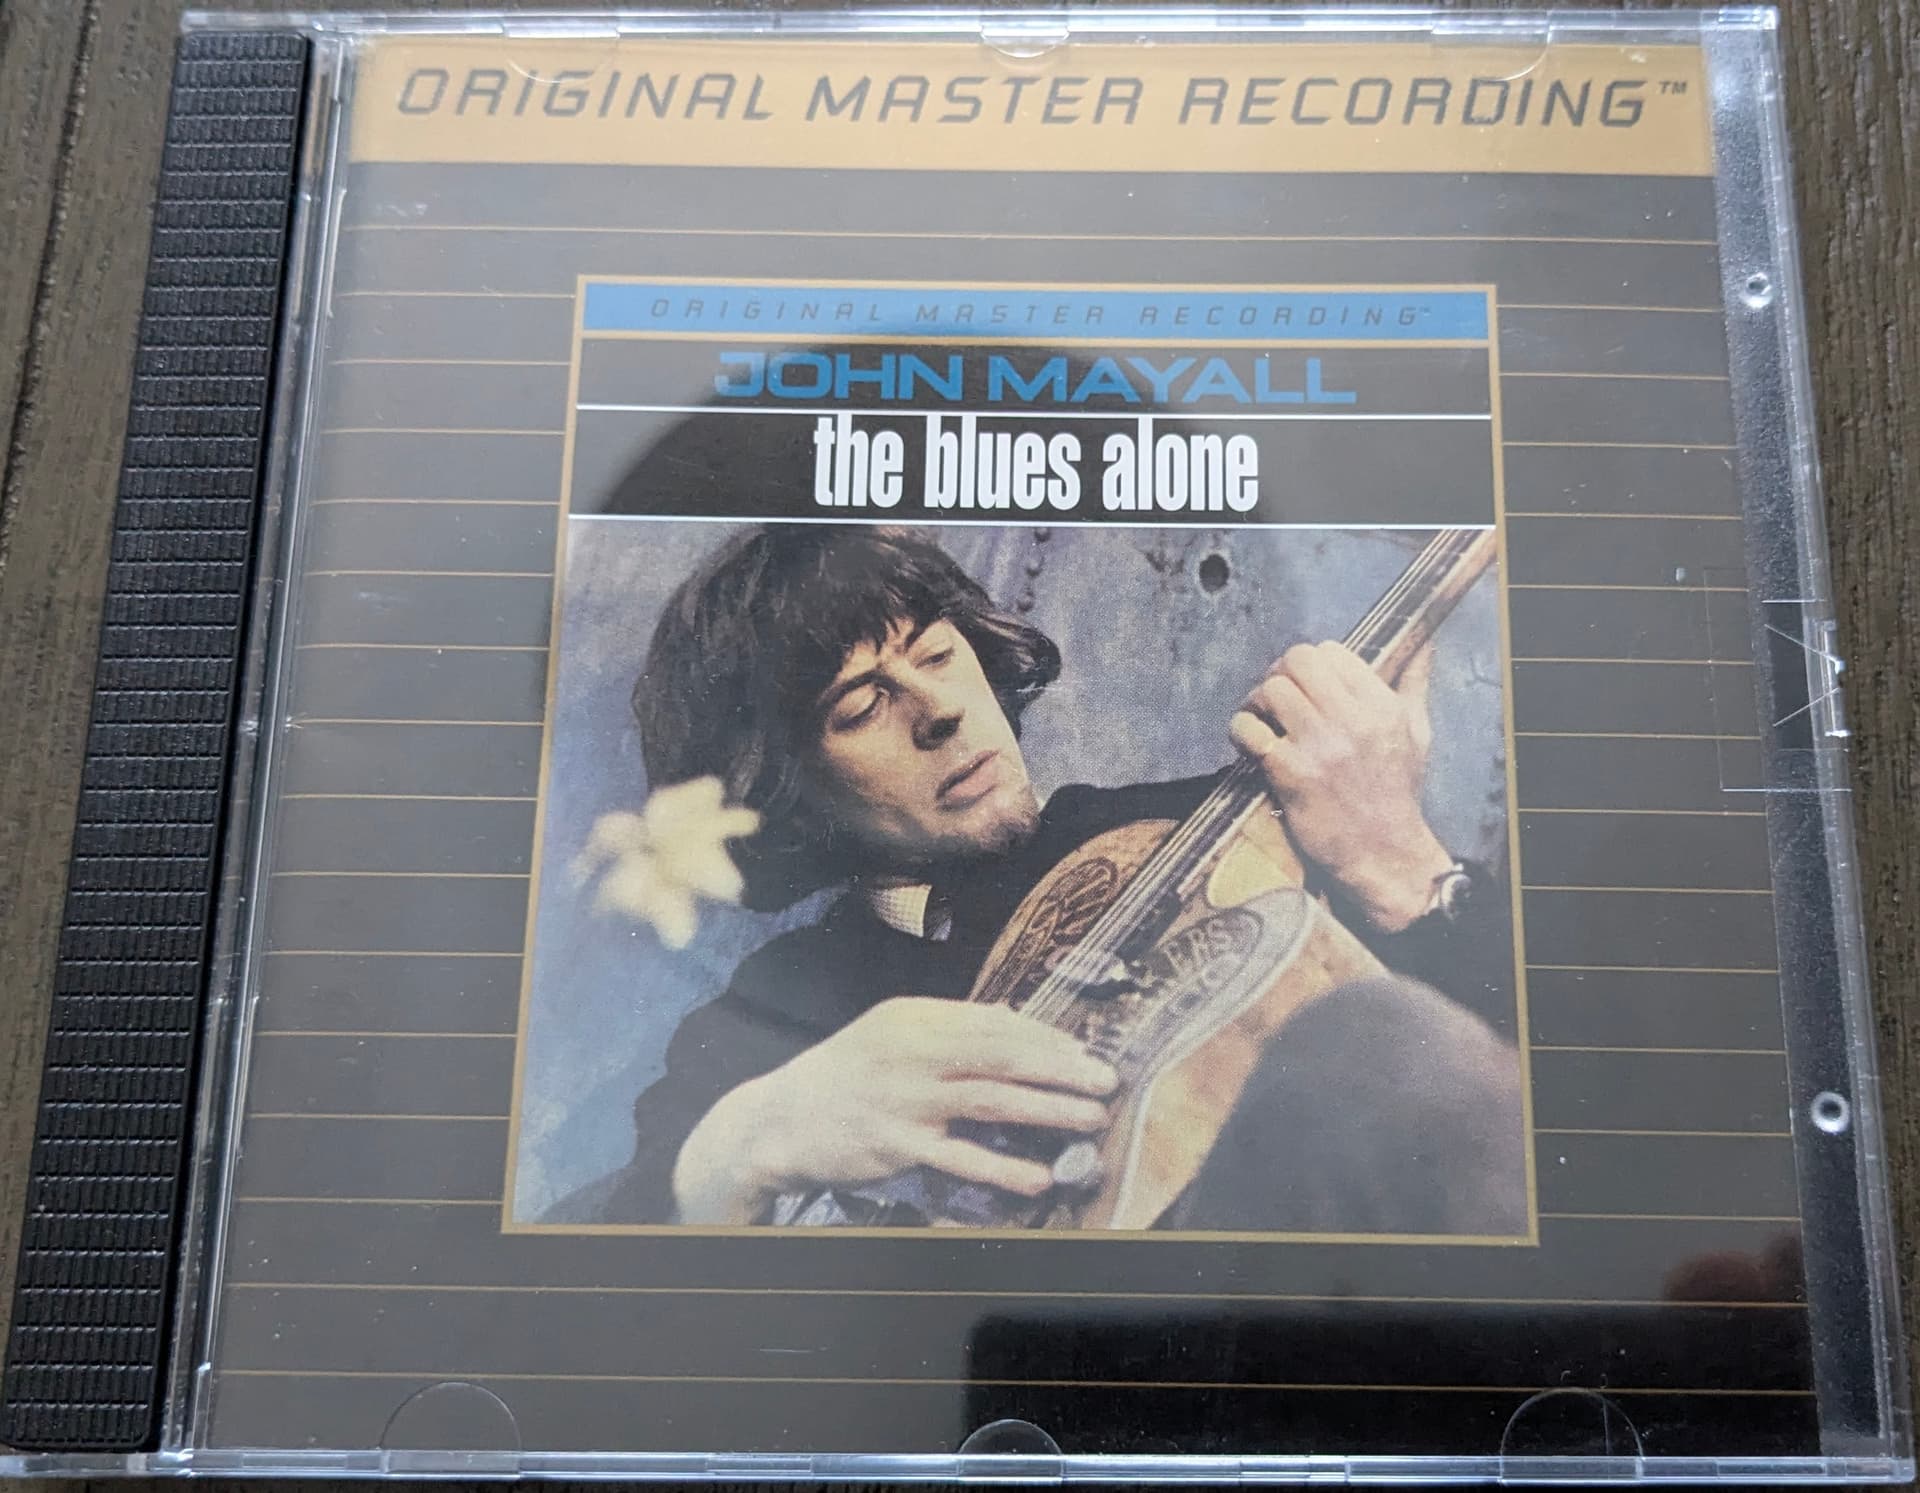 ORIGINAL MASTER RECORDING™
ORIGINAL MASTER RECORDING™
JOHN MAYALL
the blues alone